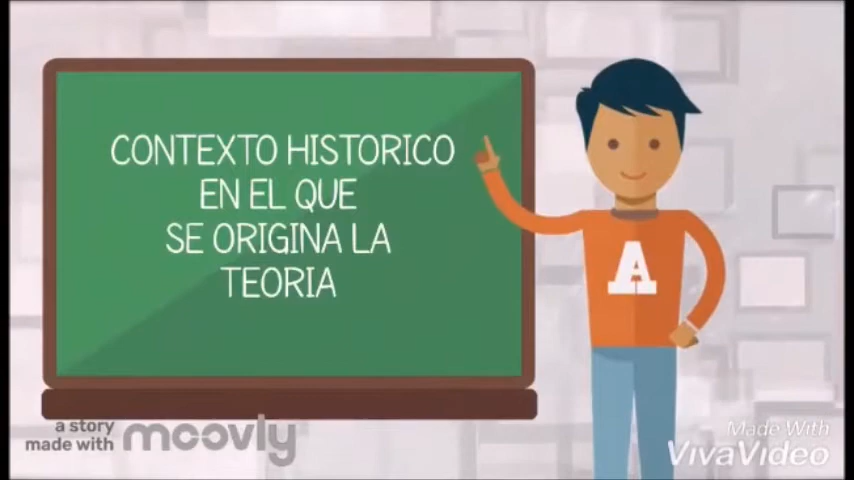 CONTEXTO HISTORICO
EN EL QUE
SE ORIGINA LA
TEORIA
A
a story
made with moovly
Made With
VivaVideo